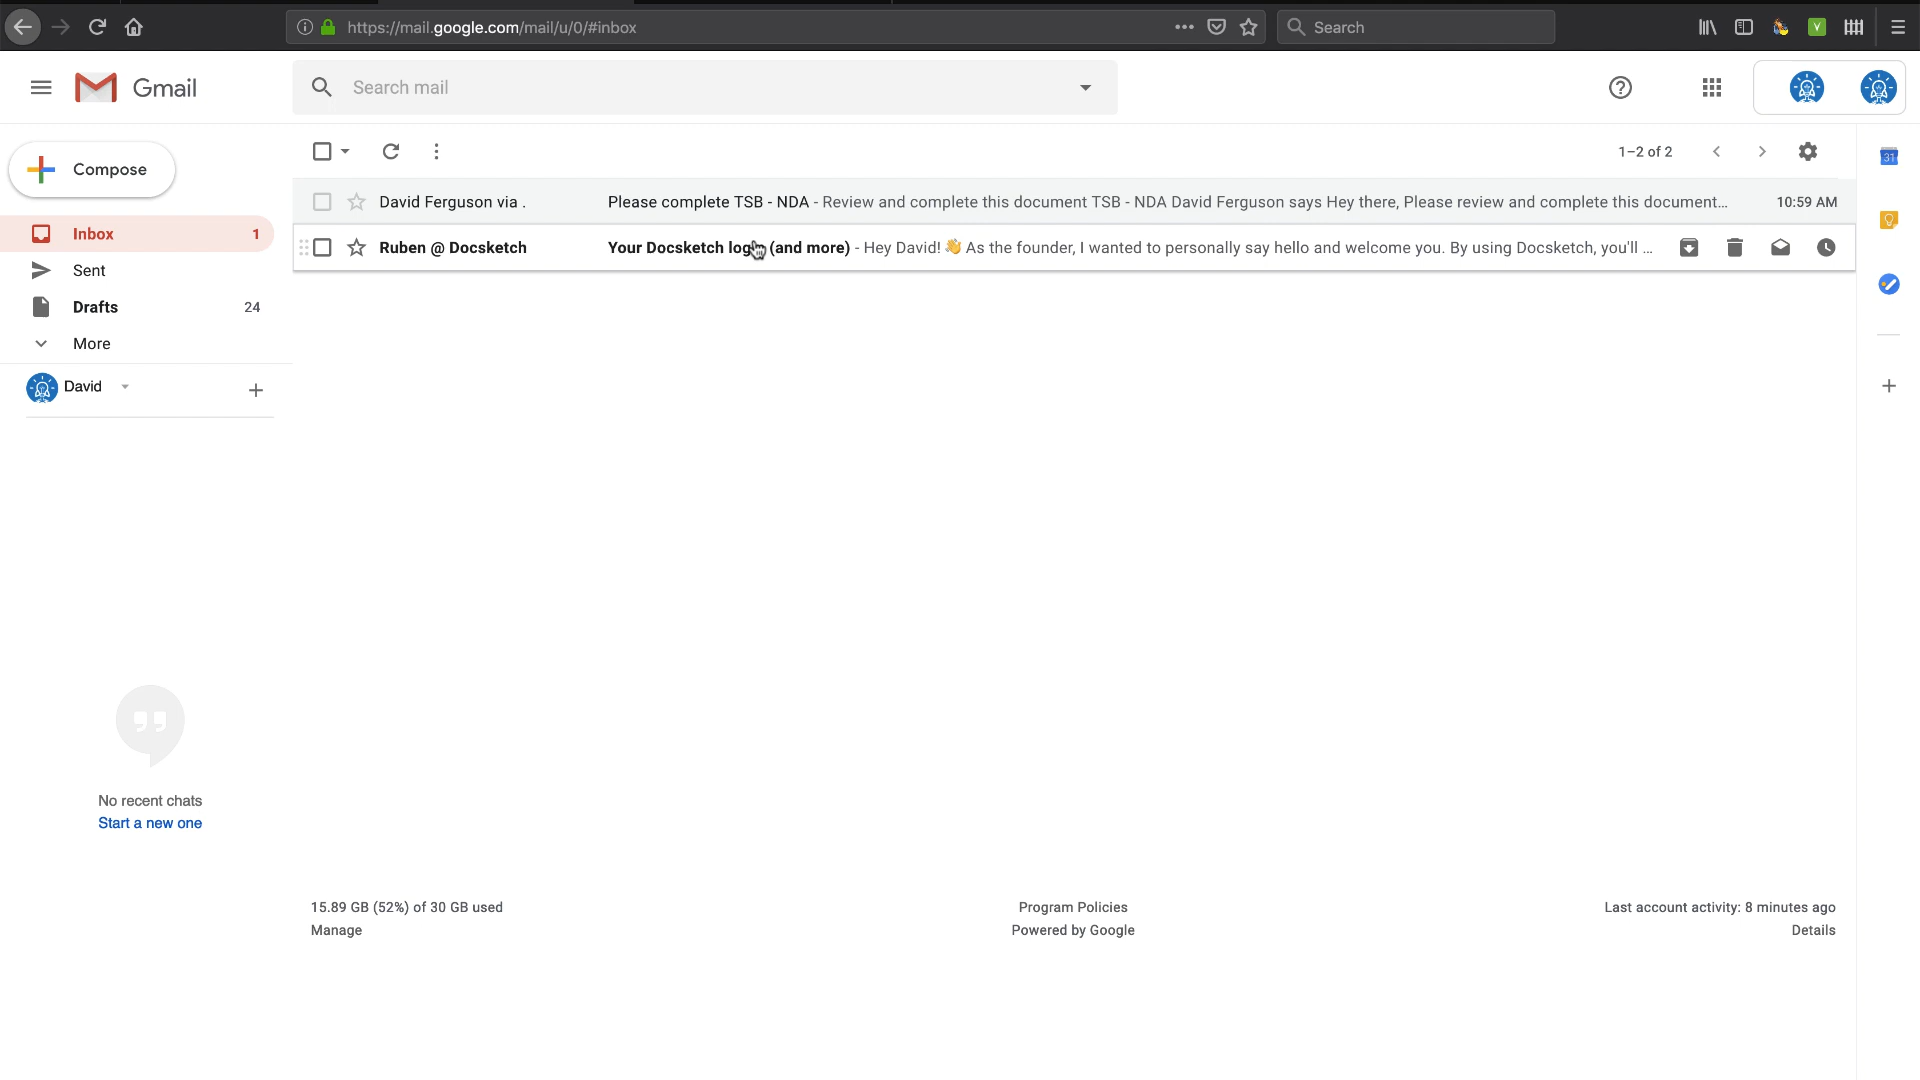 https://mail.google.com/mail/u/0/#inbox
Search
V
Gmail
Search mail
Compose
1–2 of 2
31
David Ferguson via .
Please complete TSB - NDA - Review and complete this document TSB - NDA David Ferguson says Hey there, Please review and complete this document...
10:59 AM
Inbox 1
Ruben @ Docsketch
Your Docsketch login (and more) - Hey David! 👋 As the founder, I wanted to personally say hello and welcome you. By using Docsketch, you'll ...
Sent
Drafts 24
More
David
No recent chats
Start a new one
15.89 GB (52%) of 30 GB used
Manage
Program Policies
Powered by Google
Last account activity: 8 minutes ago
Details